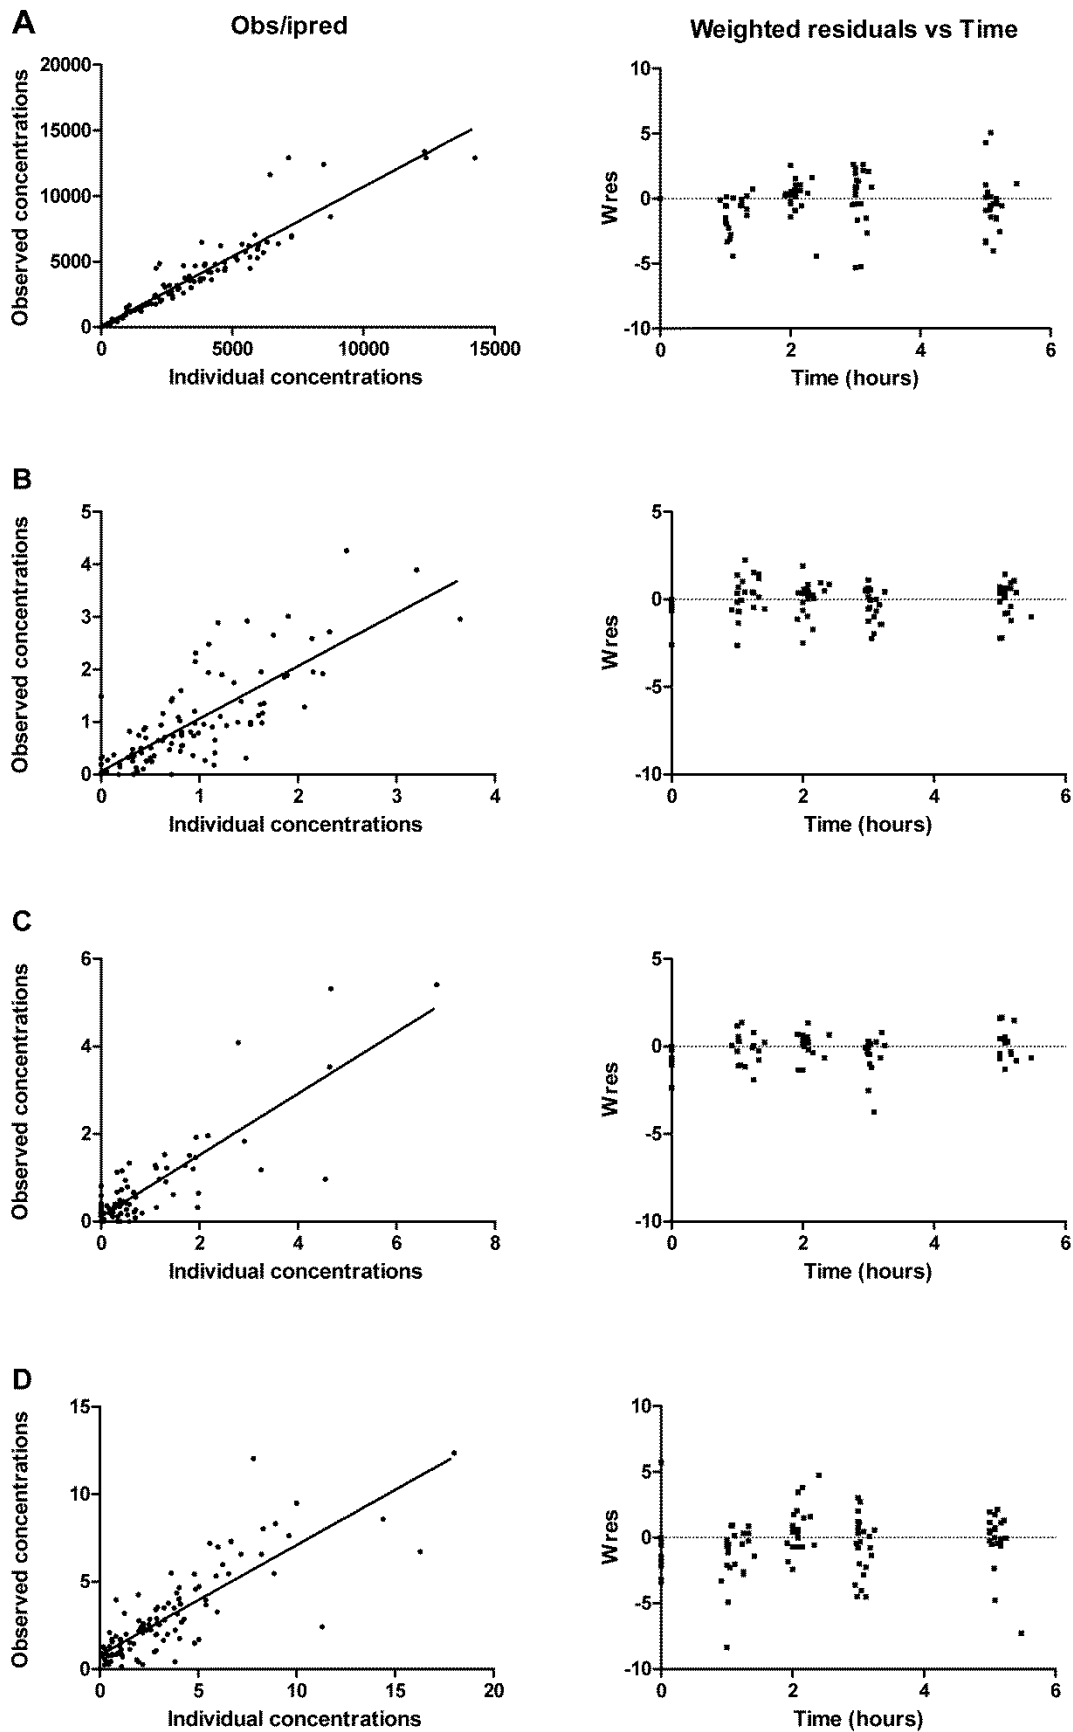 A
Obs/ipred
Weighted residuals vs Time
Observed concentrations
20000
15000
10000
5000
0
0 5000 10000 15000
Individual concentrations
Wres
10
5
0
-5
-10
0 2 4 6
Time (hours)
B
Observed concentrations
5
4
3
2
1
0
0 1 2 3 4
Individual concentrations
Wres
5
0
-5
-10
0 2 4 6
Time (hours)
C
Observed concentrations
6
4
2
0
0 2 4 6 8
Individual concentrations
Wres
5
0
-5
-10
0 2 4 6
Time (hours)
D
Observed concentrations
15
10
5
0
0 5 10 15 20
Individual concentrations
Wres
10
5
0
-5
-10
0 2 4 6
Time (hours)